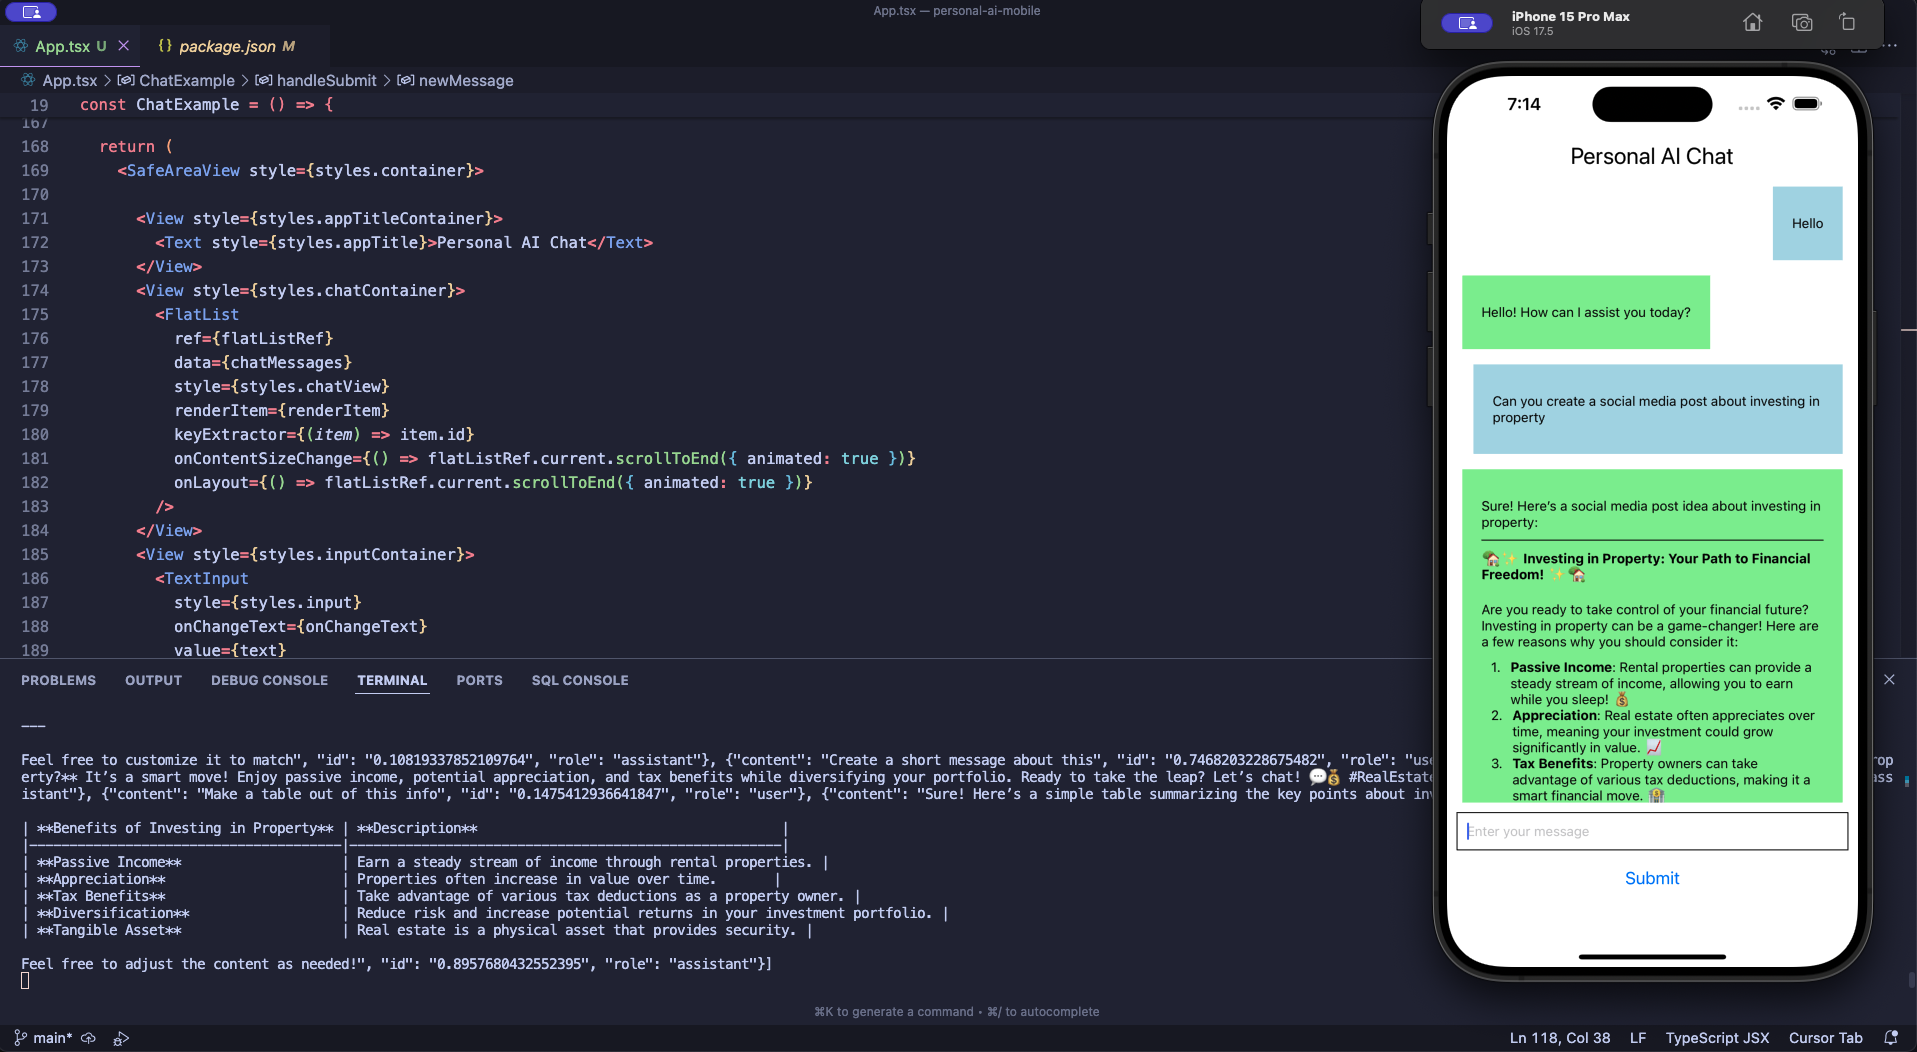 App.tsx — personal-ai-mobile
App.tsx U
{} package.json M
App.tsx > ChatExample > handleSubmit > newMessage
19 const ChatExample = () => {
167
168 return (
169 <SafeAreaView style={styles.container}>
170
171 <View style={styles.appTitleContainer}>
172 <Text style={styles.appTitle}>Personal AI Chat</Text>
173 </View>
174 <View style={styles.chatContainer}>
175 <FlatList
176 ref={flatListRef}
177 data={chatMessages}
178 style={styles.chatView}
179 renderItem={renderItem}
180 keyExtractor={(item) => item.id}
181 onContentSizeChange={() => flatListRef.current.scrollToEnd({ animated: true })}
182 onLayout={() => flatListRef.current.scrollToEnd({ animated: true })}
183 />
184 </View>
185 <View style={styles.inputContainer}>
186 <TextInput
187 style={styles.input}
188 onChangeText={onChangeText}
189 value={text}
PROBLEMS OUTPUT DEBUG CONSOLE TERMINAL PORTS SQL CONSOLE
---
Feel free to customize it to match", "id": "0.10819337852109764", "role": "assistant"}, {"content": "Create a short message about this", "id": "0.7468203228675482", "role": "use
rop
erty?** It's a smart move! Enjoy passive income, potential appreciation, and tax benefits while diversifying your portfolio. Ready to take the leap? Let's chat! 💬💰 #RealEstate
ass
istant"}, {"content": "Make a table out of this info", "id": "0.1475412936641847", "role": "user"}, {"content": "Sure! Here's a simple table summarizing the key points about inv
| **Benefits of Investing in Property** | **Description** |
|--------------------------------------|--------------------------------------------------|
| **Passive Income** | Earn a steady stream of income through rental properties. |
| **Appreciation** | Properties often increase in value over time. |
| **Tax Benefits** | Take advantage of various tax deductions as a property owner. |
| **Diversification** | Reduce risk and increase potential returns in your investment portfolio. |
| **Tangible Asset** | Real estate is a physical asset that provides security. |
Feel free to adjust the content as needed!", "id": "0.8957680432552395", "role": "assistant"}]
⌘K to generate a command • ⌘/ to autocomplete
main*
Ln 118, Col 38 LF TypeScript JSX Cursor Tab
iPhone 15 Pro Max
iOS 17.5
7:14
Personal AI Chat
Hello
Hello! How can I assist you today?
Can you create a social media post about investing in
property
Sure! Here's a social media post idea about investing in
property:
🏡✨ Investing in Property: Your Path to Financial
Freedom! ✨🏡
Are you ready to take control of your financial future?
Investing in property can be a game-changer! Here are
a few reasons why you should consider it:
1. Passive Income: Rental properties can provide a
steady stream of income, allowing you to earn
while you sleep! 💰
2. Appreciation: Real estate often appreciates over
time, meaning your investment could grow
significantly in value. 📈
3. Tax Benefits: Property owners can take
advantage of various tax deductions, making it a
smart financial move. 🏦
Enter your message
Submit